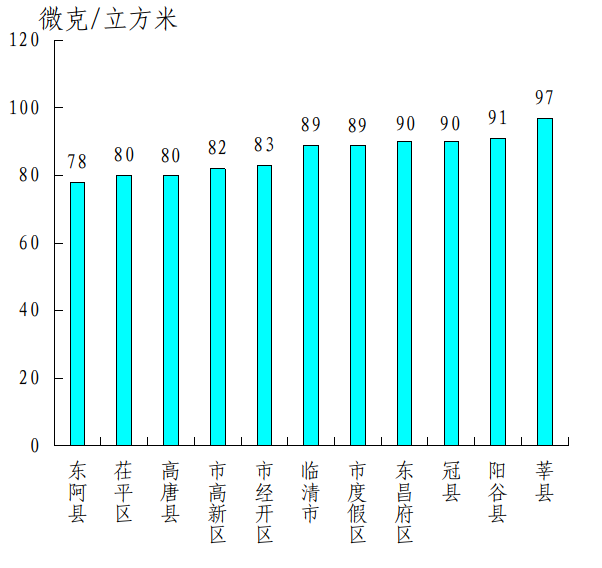 微克/立方米
120
100
80
60
40
20
0
78
80
80
82
83
89
89
90
90
91
97
东阿县
茌平区
高唐县
市高新区
市经开区
临清市
市度假区
东昌府区
冠县
阳谷县
莘县